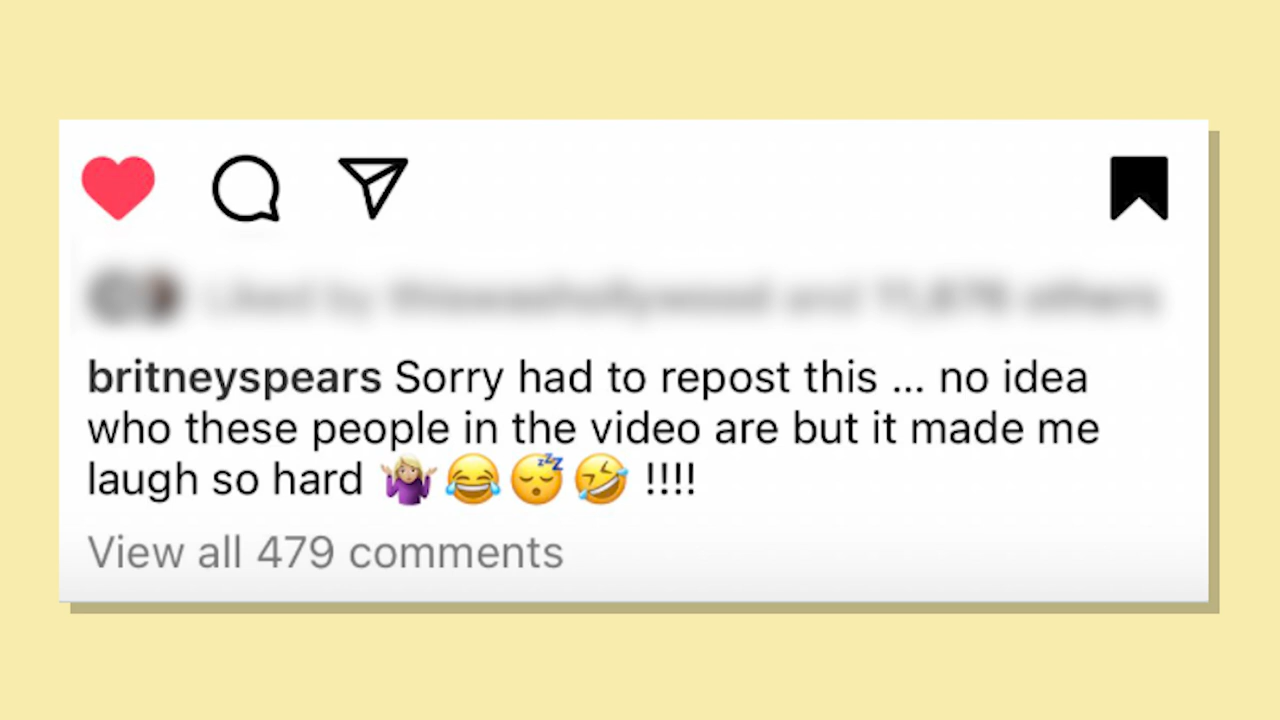 britneyspears Sorry had to repost this ... no idea
who these people in the video are but it made me
laugh so hard 🤷🏼‍♀️😂😴🤣 !!!!
View all 479 comments